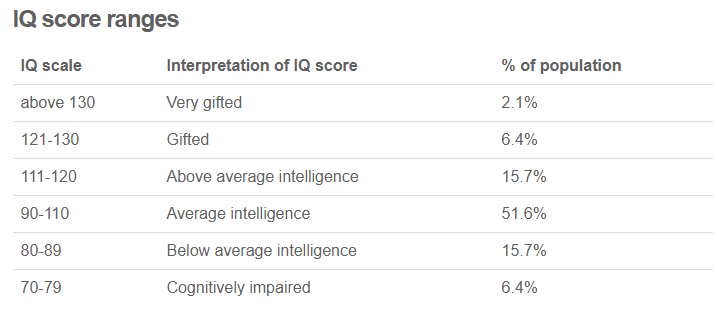 IQ score ranges
IQ scale Interpretation of IQ score % of population
above 130 Very gifted 2.1%
121-130 Gifted 6.4%
111-120 Above average intelligence 15.7%
90-110 Average intelligence 51.6%
80-89 Below average intelligence 15.7%
70-79 Cognitively impaired 6.4%